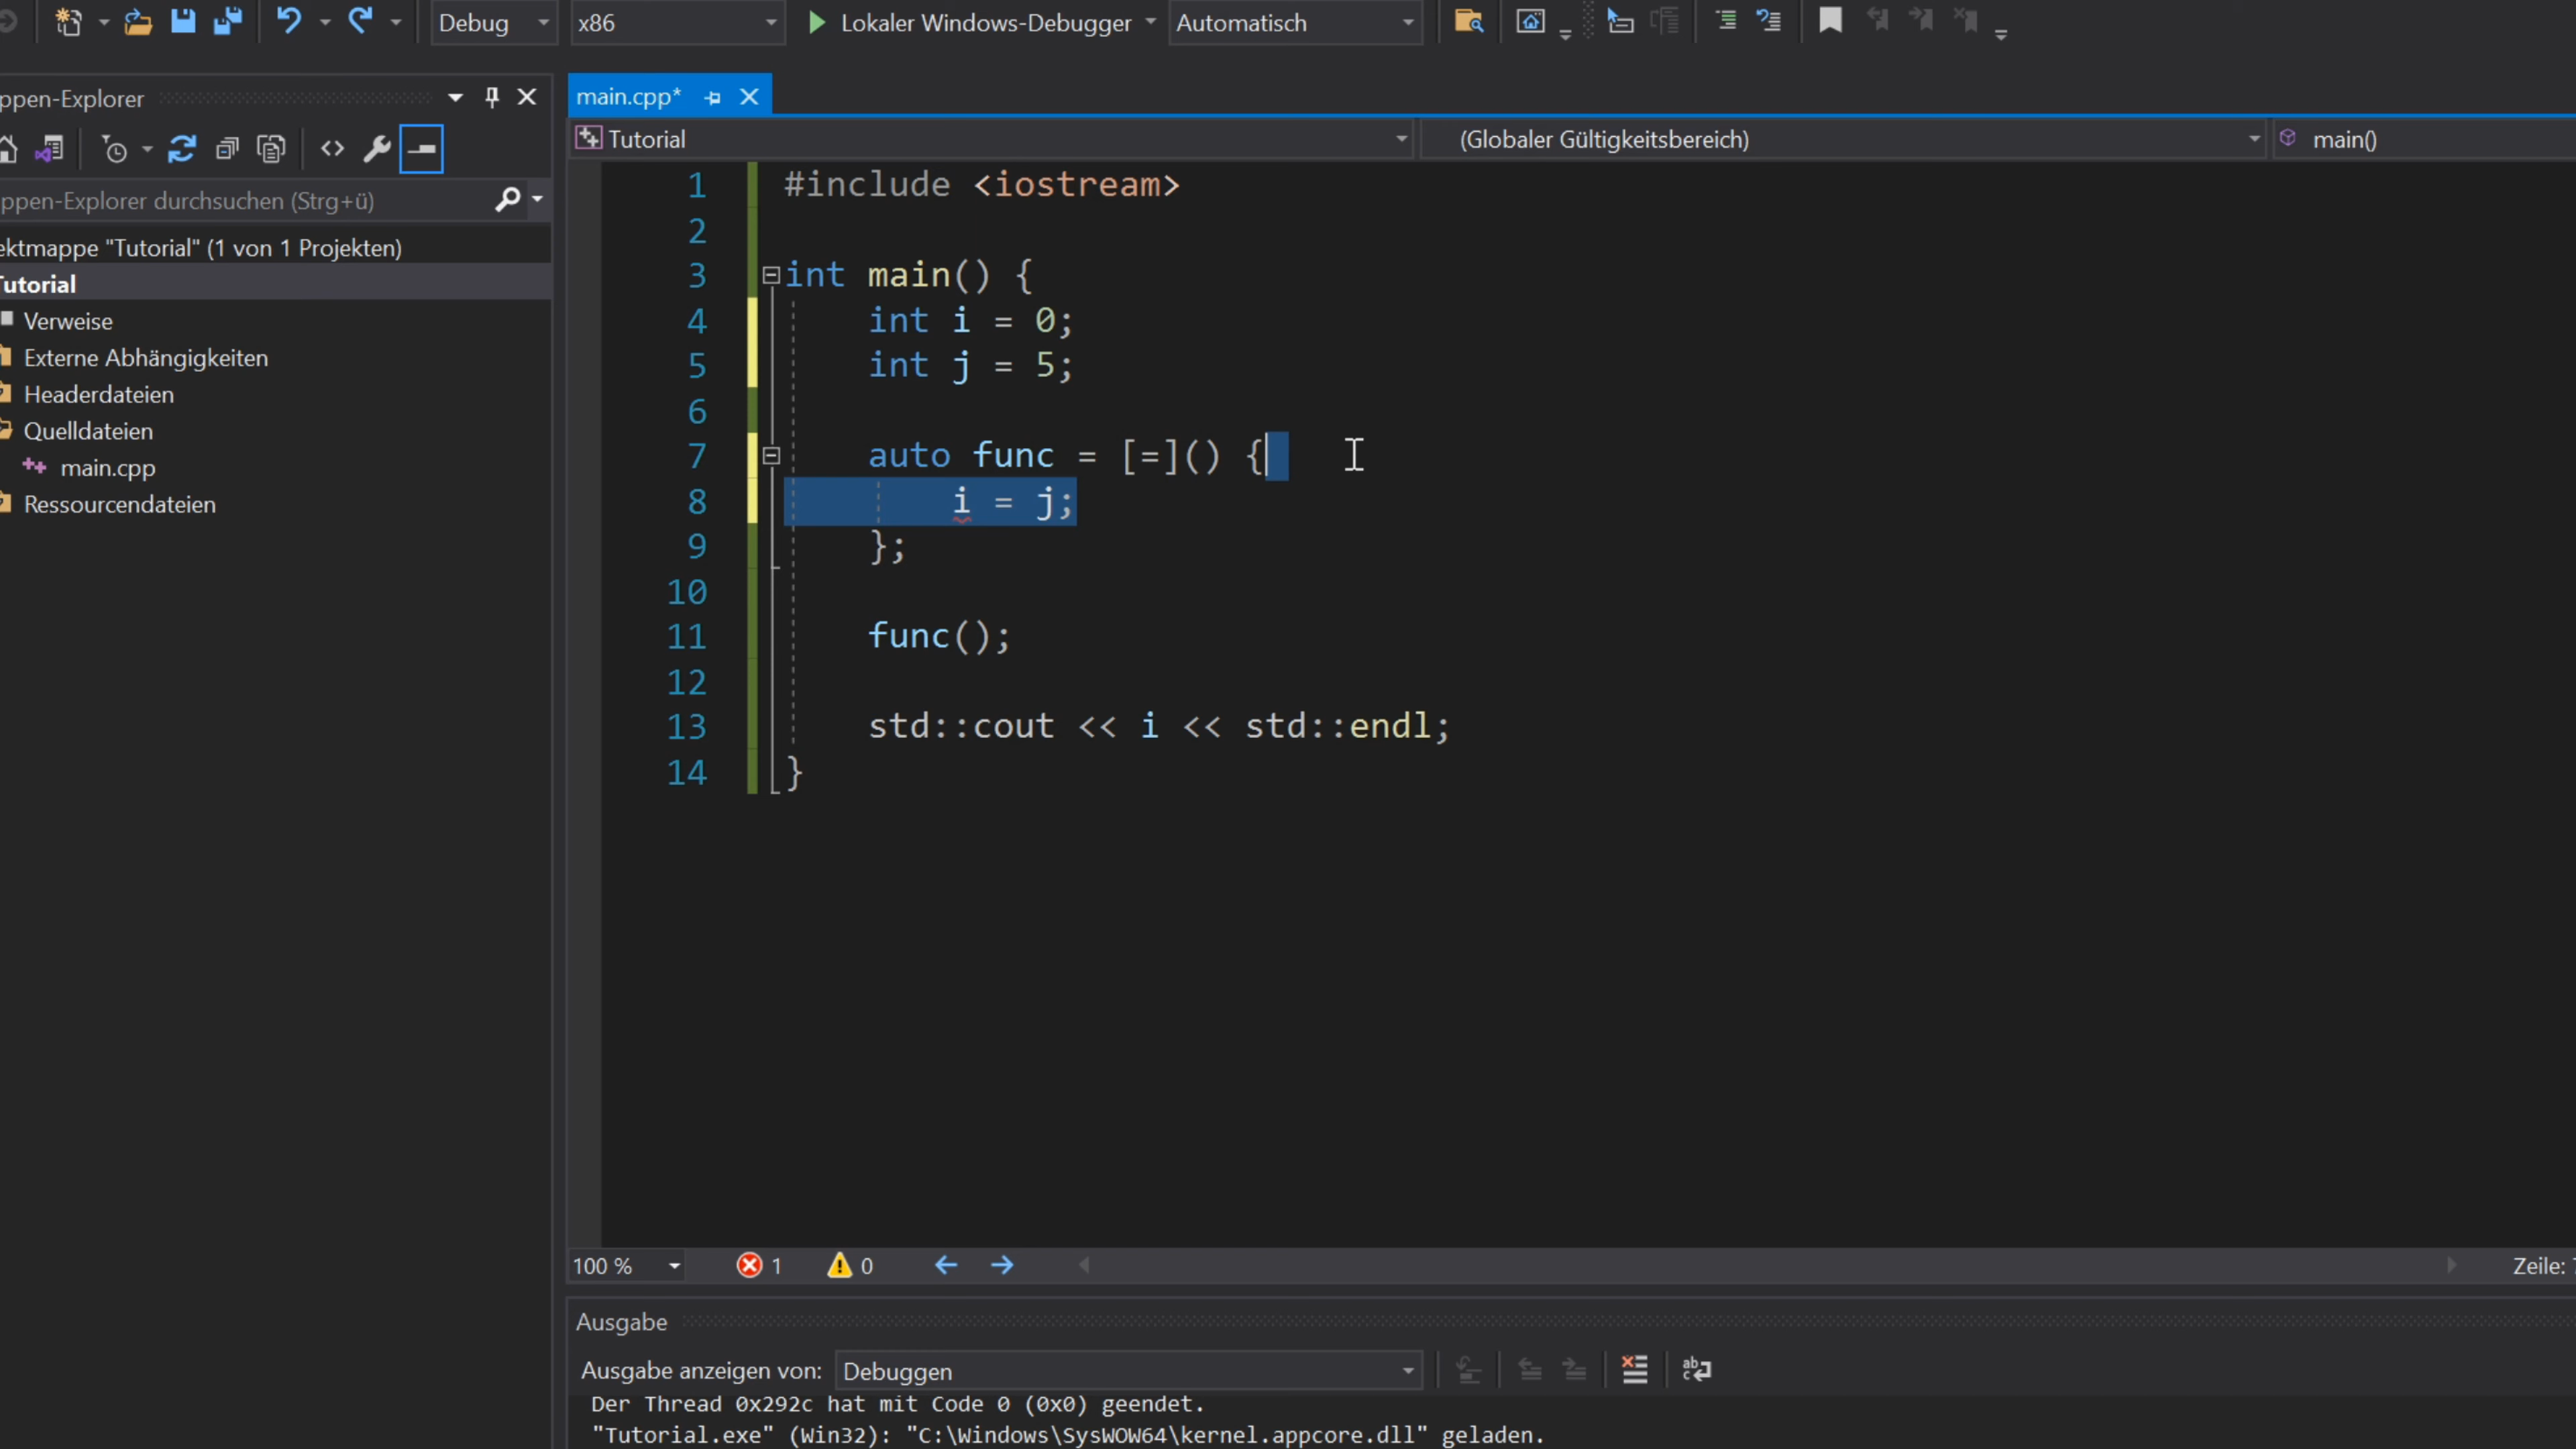 Debug x86 Lokaler Windows-Debugger Automatisch
ppen-Explorer
main.cpp*
Tutorial (Globaler Gültigkeitsbereich) main()
ppen-Explorer durchsuchen (Strg+ü)
ektmappe "Tutorial" (1 von 1 Projekten)
Tutorial
Verweise
Externe Abhängigkeiten
Headerdateien
Quelldateien
main.cpp
Ressourcendateien
1 #include <iostream>
2
3 int main() {
4 int i = 0;
5 int j = 5;
6
7 auto func = [=]() {
8 i = j;
9 };
10
11 func();
12
13 std::cout << i << std::endl;
14 }
100 % 1 0 Zeile:
Ausgabe
Ausgabe anzeigen von: Debuggen
Der Thread 0x292c hat mit Code 0 (0x0) geendet.
"Tutorial.exe" (Win32): "C:\Windows\SysWOW64\kernel.appcore.dll" geladen.